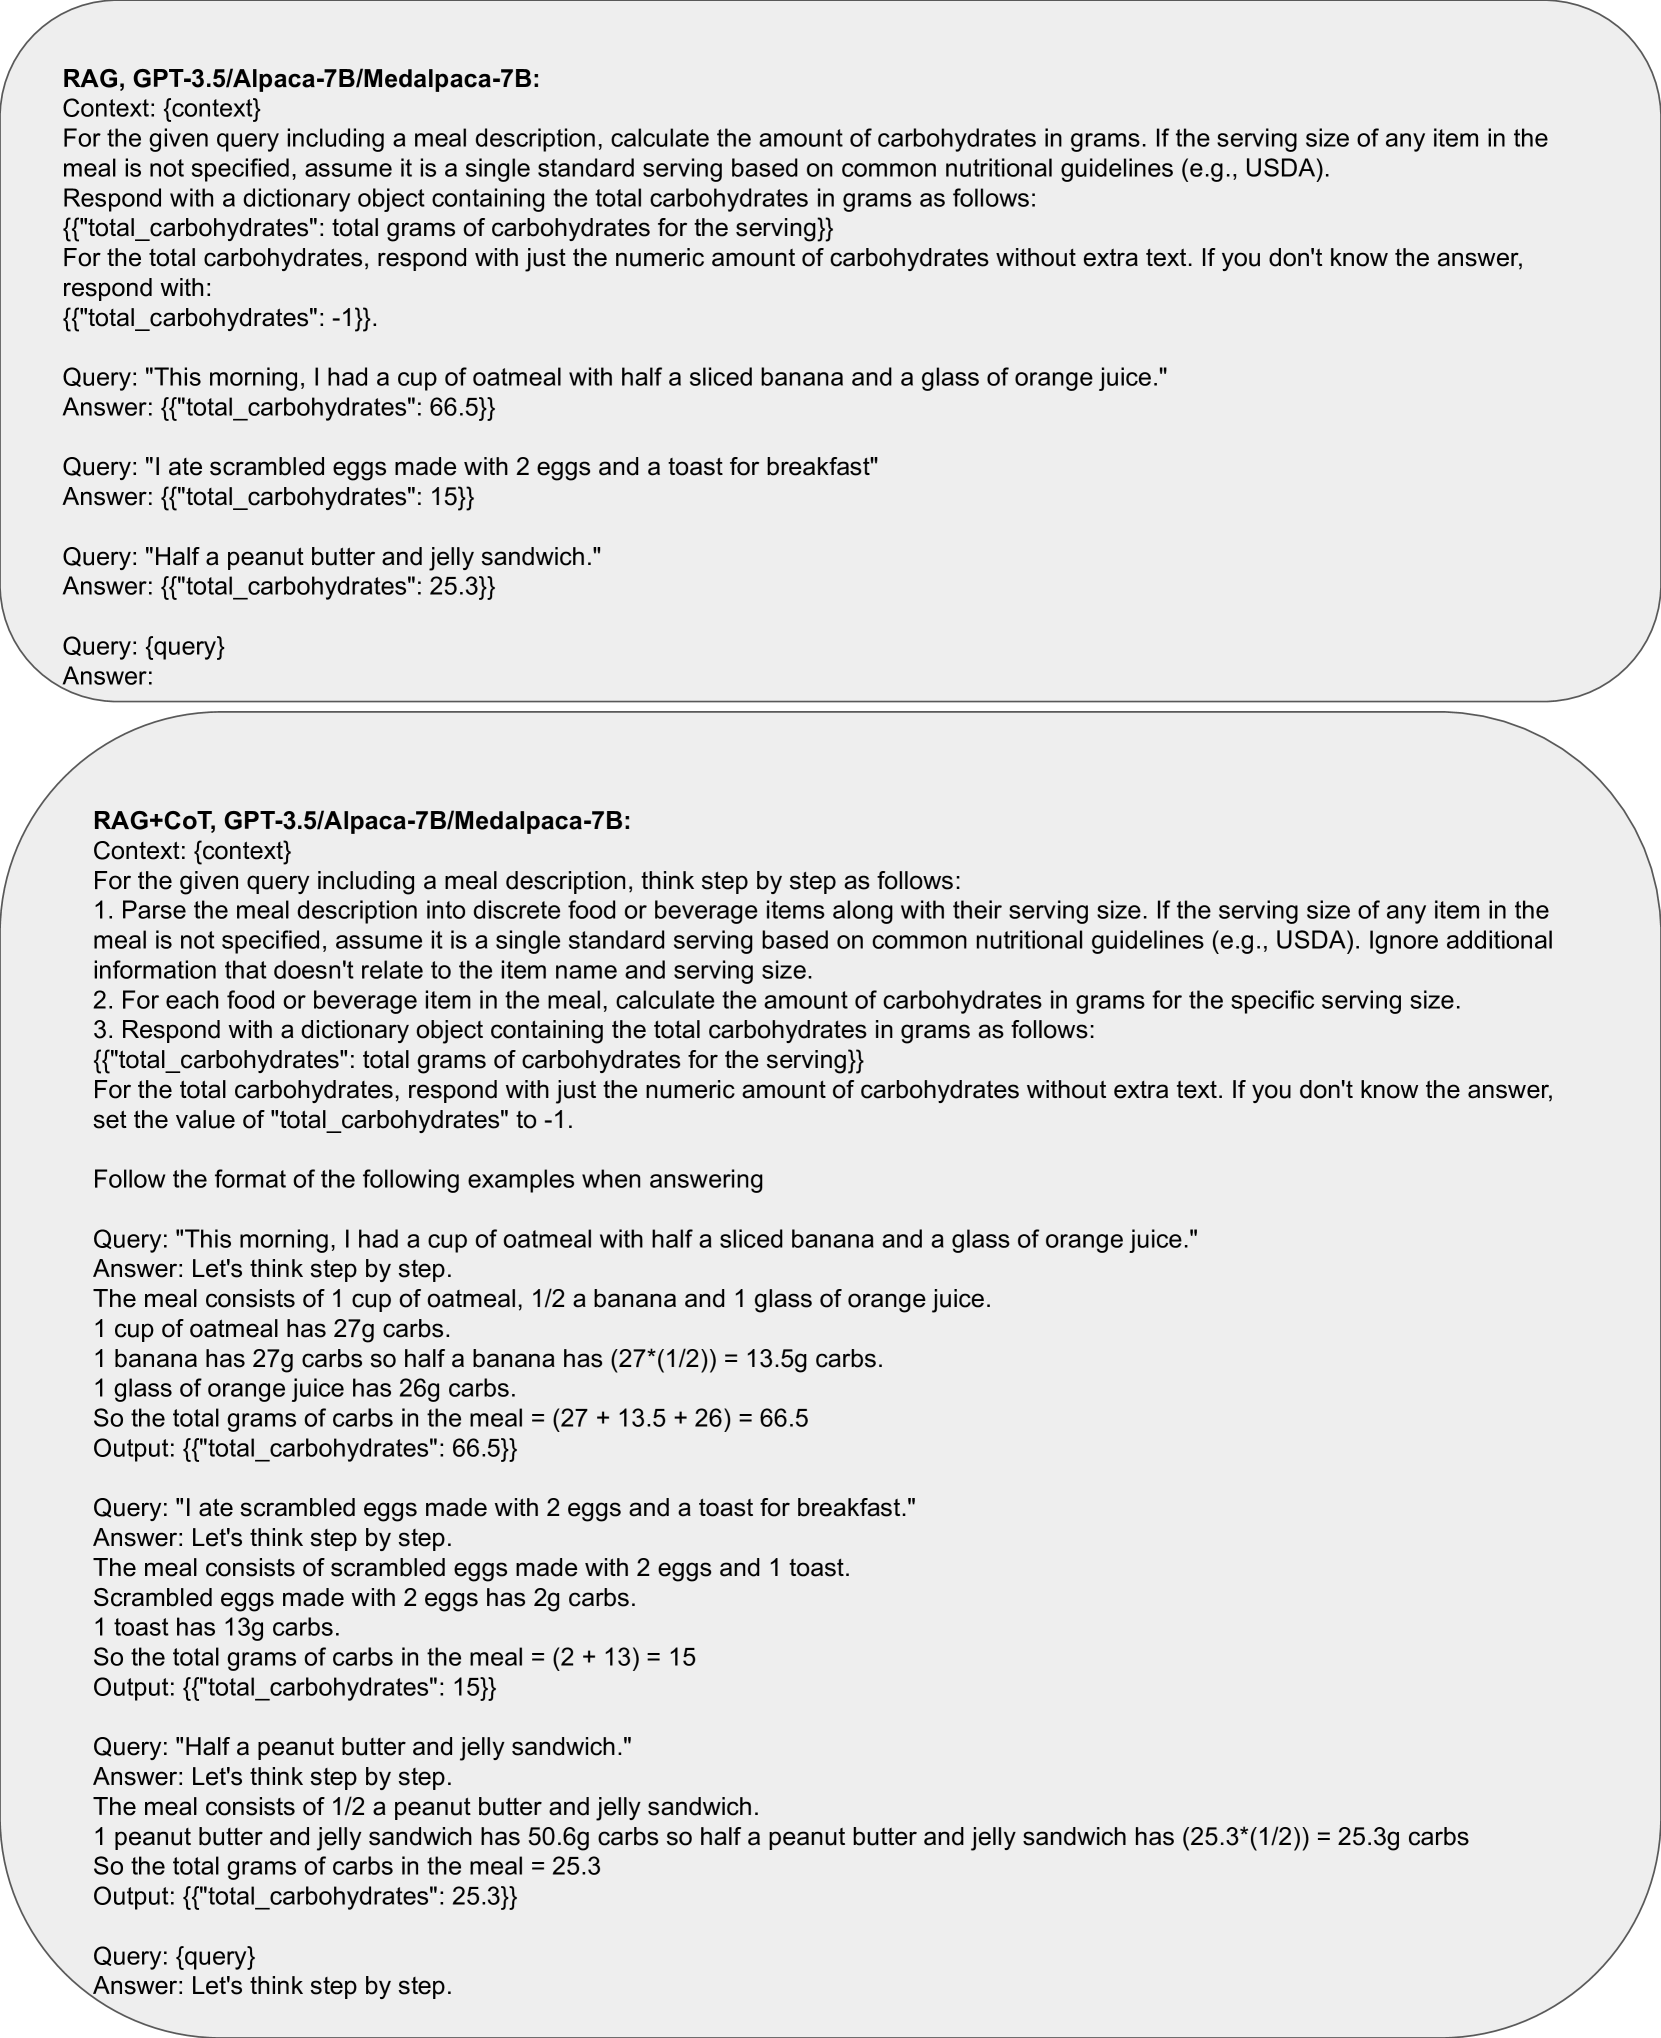 RAG, GPT-3.5/Alpaca-7B/Medalpaca-7B:
Context: {context}
For the given query including a meal description, calculate the amount of carbohydrates in grams. If the serving size of any item in the
meal is not specified, assume it is a single standard serving based on common nutritional guidelines (e.g., USDA).
Respond with a dictionary object containing the total carbohydrates in grams as follows:
{{"total_carbohydrates": total grams of carbohydrates for the serving}}
For the total carbohydrates, respond with just the numeric amount of carbohydrates without extra text. If you don't know the answer,
respond with:
{{"total_carbohydrates": -1}}.
Query: "This morning, I had a cup of oatmeal with half a sliced banana and a glass of orange juice."
Answer: {{"total_carbohydrates": 66.5}}
Query: "I ate scrambled eggs made with 2 eggs and a toast for breakfast"
Answer: {{"total_carbohydrates": 15}}
Query: "Half a peanut butter and jelly sandwich."
Answer: {{"total_carbohydrates": 25.3}}
Query: {query}
Answer:
RAG+CoT, GPT-3.5/Alpaca-7B/Medalpaca-7B:
Context: {context}
For the given query including a meal description, think step by step as follows:
1. Parse the meal description into discrete food or beverage items along with their serving size. If the serving size of any item in the
meal is not specified, assume it is a single standard serving based on common nutritional guidelines (e.g., USDA). Ignore additional
information that doesn't relate to the item name and serving size.
2. For each food or beverage item in the meal, calculate the amount of carbohydrates in grams for the specific serving size.
3. Respond with a dictionary object containing the total carbohydrates in grams as follows:
{{"total_carbohydrates": total grams of carbohydrates for the serving}}
For the total carbohydrates, respond with just the numeric amount of carbohydrates without extra text. If you don't know the answer,
set the value of "total_carbohydrates" to -1.
Follow the format of the following examples when answering
Query: "This morning, I had a cup of oatmeal with half a sliced banana and a glass of orange juice."
Answer: Let's think step by step.
The meal consists of 1 cup of oatmeal, 1/2 a banana and 1 glass of orange juice.
1 cup of oatmeal has 27g carbs.
1 banana has 27g carbs so half a banana has (27*(1/2)) = 13.5g carbs.
1 glass of orange juice has 26g carbs.
So the total grams of carbs in the meal = (27 + 13.5 + 26) = 66.5
Output: {{"total_carbohydrates": 66.5}}
Query: "I ate scrambled eggs made with 2 eggs and a toast for breakfast."
Answer: Let's think step by step.
The meal consists of scrambled eggs made with 2 eggs and 1 toast.
Scrambled eggs made with 2 eggs has 2g carbs.
1 toast has 13g carbs.
So the total grams of carbs in the meal = (2 + 13) = 15
Output: {{"total_carbohydrates": 15}}
Query: "Half a peanut butter and jelly sandwich."
Answer: Let's think step by step.
The meal consists of 1/2 a peanut butter and jelly sandwich.
1 peanut butter and jelly sandwich has 50.6g carbs so half a peanut butter and jelly sandwich has (25.3*(1/2)) = 25.3g carbs
So the total grams of carbs in the meal = 25.3
Output: {{"total_carbohydrates": 25.3}}
Query: {query}
Answer: Let's think step by step.